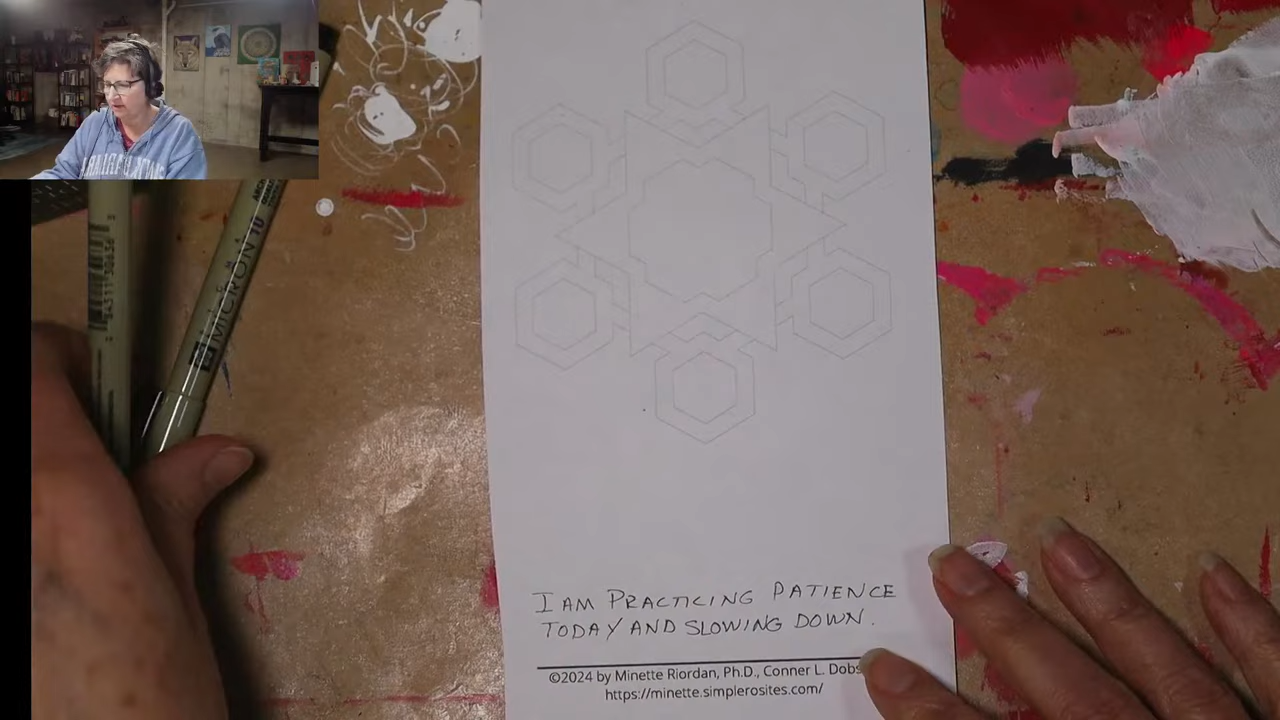 MICRON 10
I AM PRACTICING PATIENCE
TODAY AND SLOWING DOWN.
©2024 by Minette Riordan, Ph.D., Conner L. Dobs
https://minette.simplerosites.com/